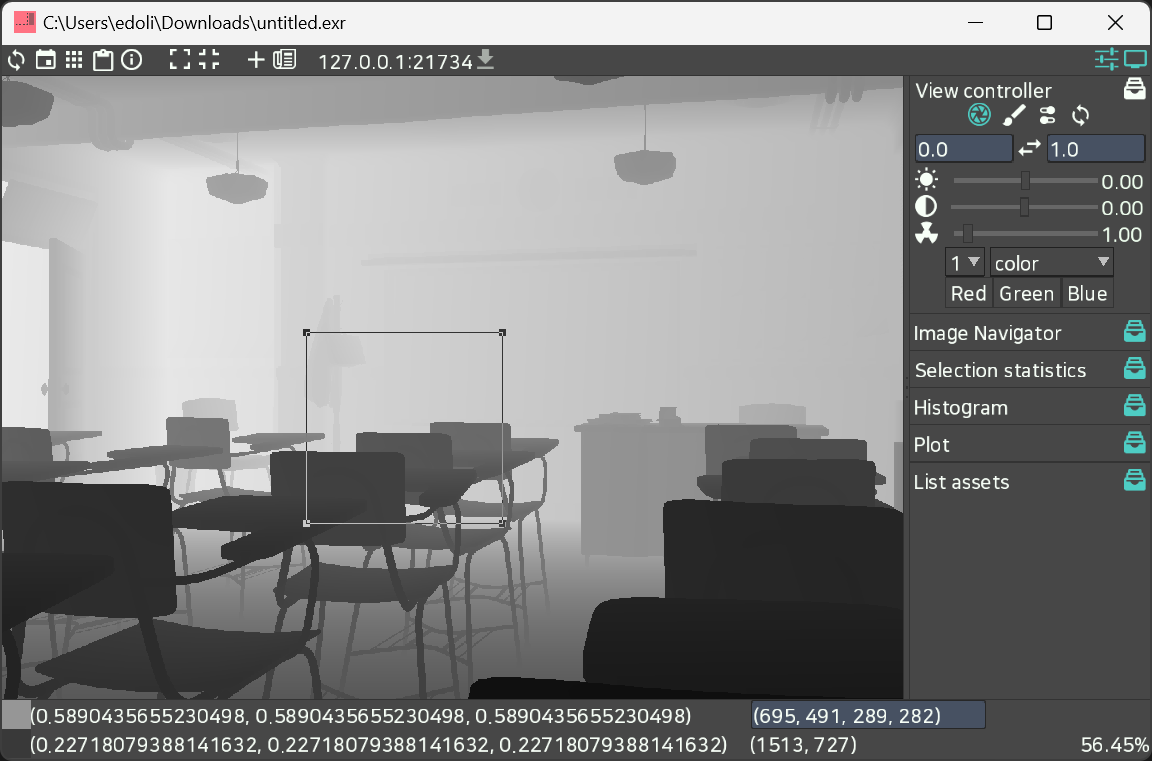 C:\Users\edoli\Downloads\untitled.exr
127.0.0.1:21734
View controller
0.0 1.0
0.00
0.00
1.00
1 color
Red Green Blue
Image Navigator
Selection statistics
Histogram
Plot
List assets
(0.5890435655230498, 0.5890435655230498, 0.5890435655230498) (695, 491, 289, 282)
(0.22718079388141632, 0.22718079388141632, 0.22718079388141632) (1513, 727) 56.45%